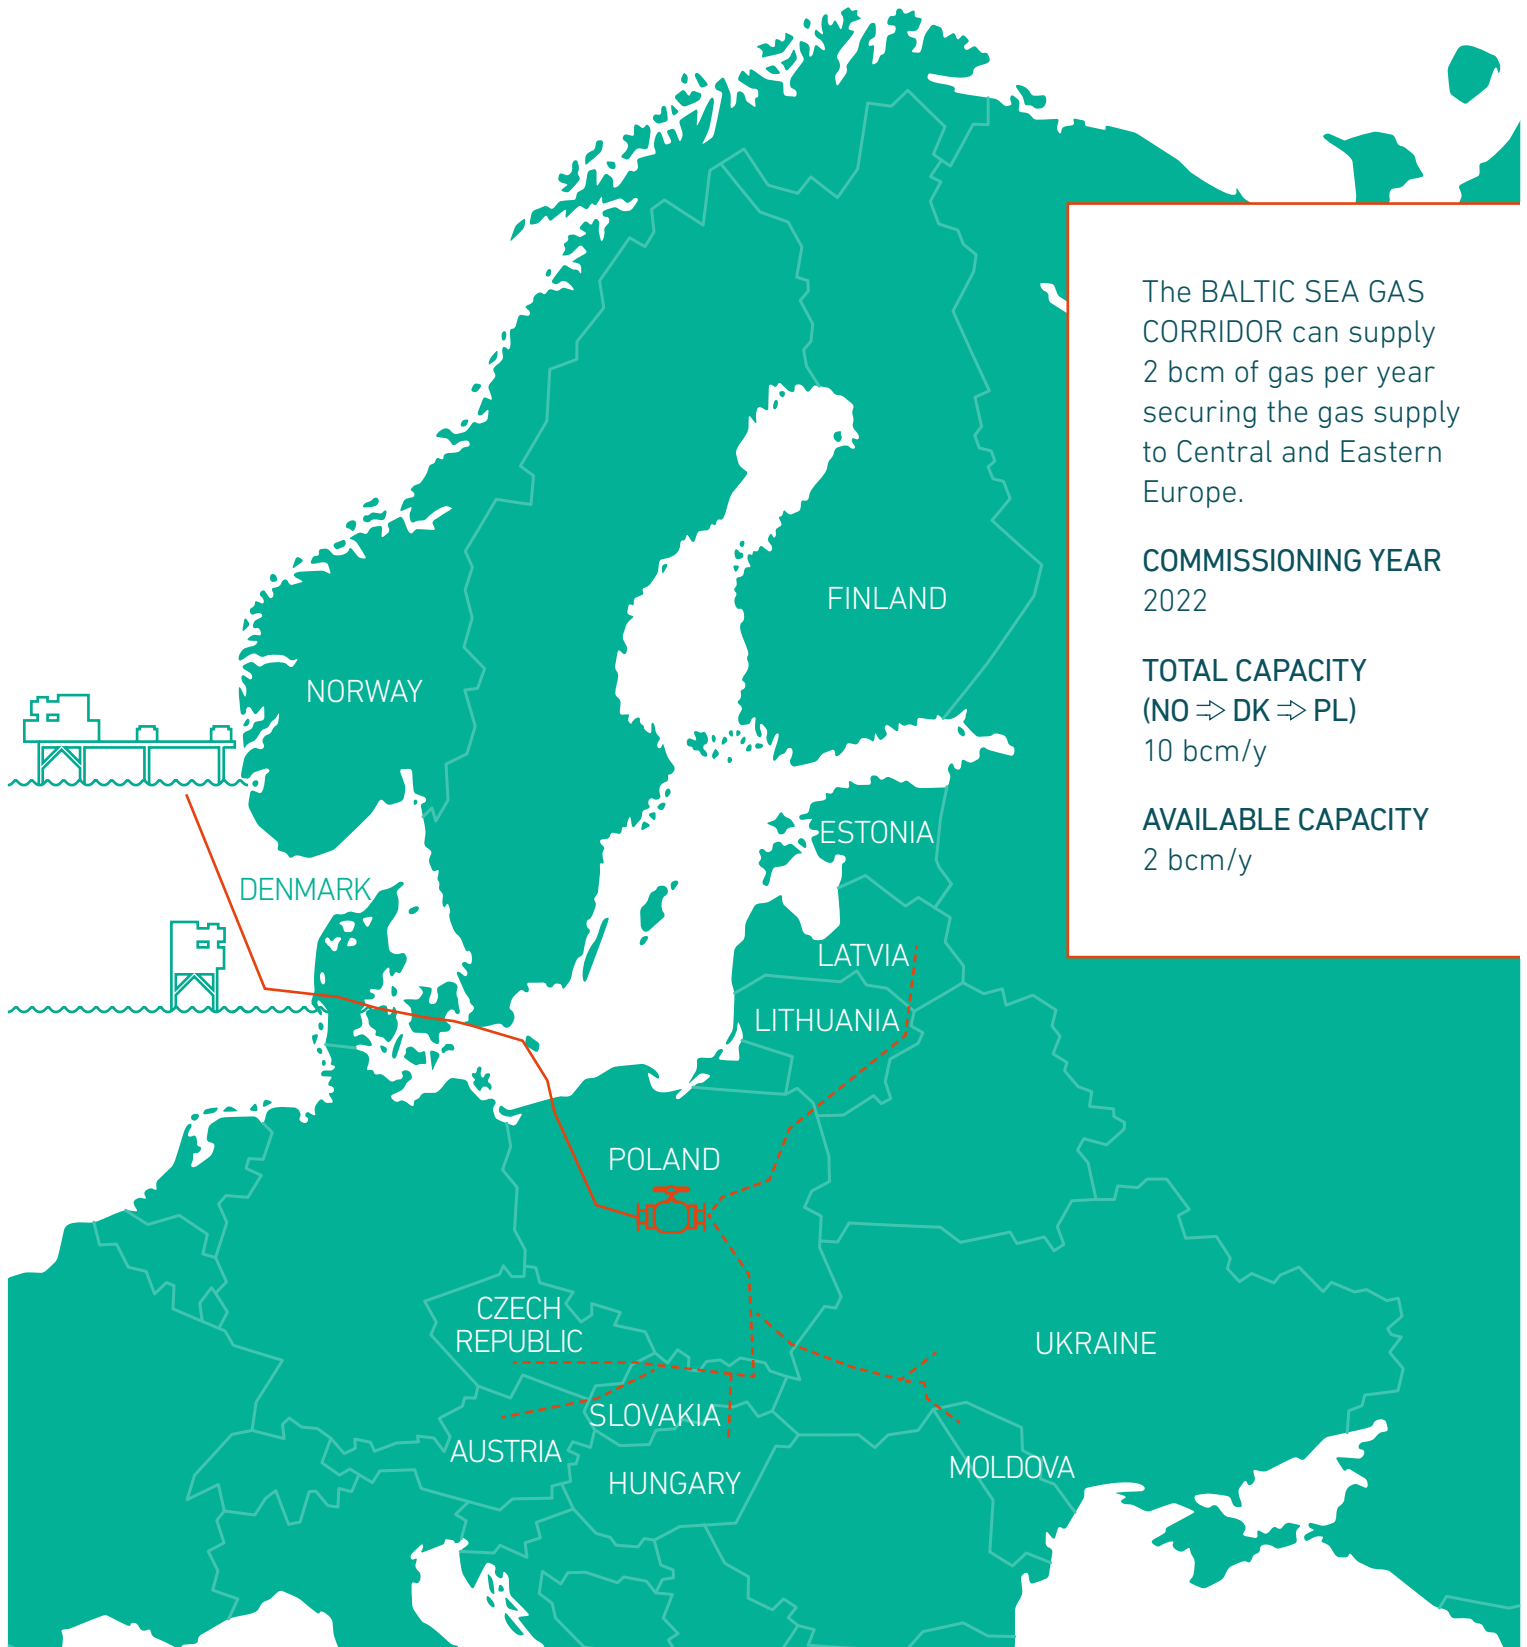 The BALTIC SEA GAS
CORRIDOR can supply
2 bcm of gas per year
securing the gas supply
to Central and Eastern
Europe.
COMMISSIONING YEAR
2022
TOTAL CAPACITY
(NO ⇒ DK ⇒ PL)
10 bcm/y
AVAILABLE CAPACITY
2 bcm/y
FINLAND
NORWAY
ESTONIA
DENMARK
LATVIA
LITHUANIA
POLAND
CZECH
REPUBLIC
UKRAINE
SLOVAKIA
AUSTRIA
MOLDOVA
HUNGARY